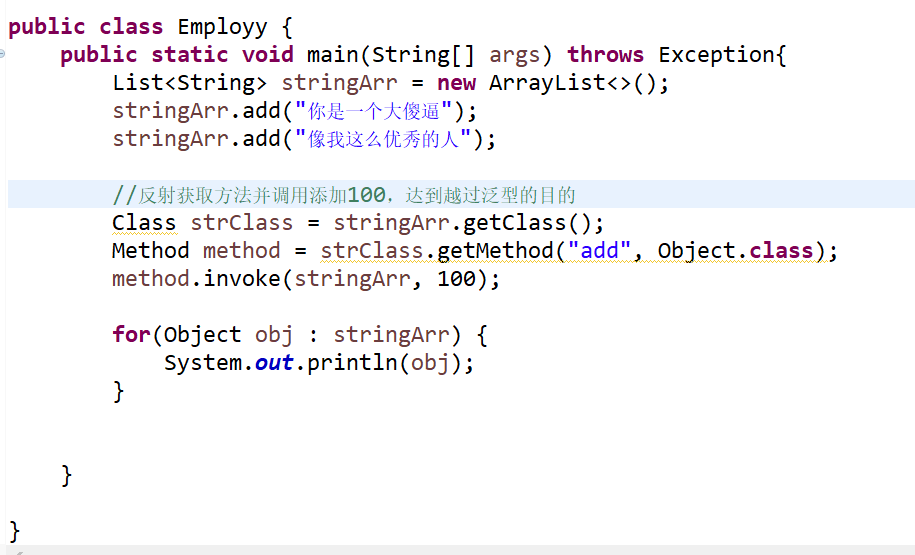 public class Employy {
public static void main(String[] args) throws Exception{
List<String> stringArr = new ArrayList<>();
stringArr.add("你是一个大傻逼");
stringArr.add("像我这么优秀的人");
//反射获取方法并调用添加100，达到越过泛型的目的
Class strClass = stringArr.getClass();
Method method = strClass.getMethod("add", Object.class);
method.invoke(stringArr, 100);
for(Object obj : stringArr) {
System.out.println(obj);
}
}
}